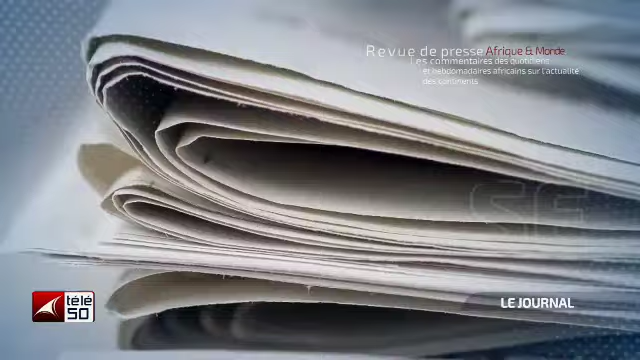 Revue de presse Afrique & Monde
Les commentaires des quotidiens
et hebdomadaires africains sur l'actualité
des continents
télé
50
LE JOURNAL